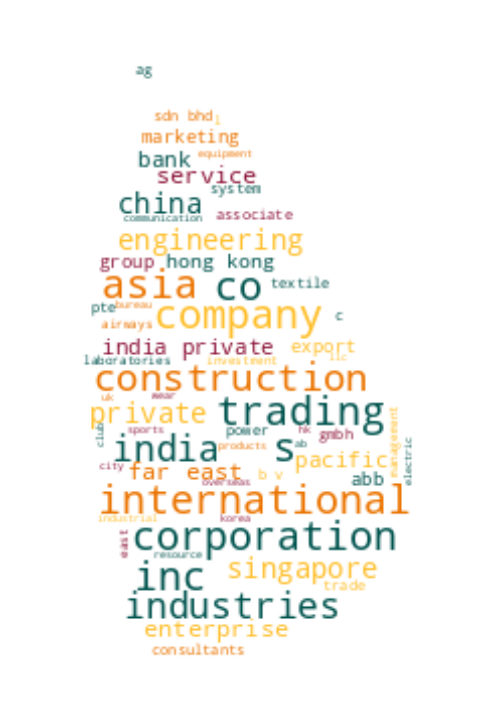 ag
sdn bhd
marketing
bank equipment
service
system
china
communication associate
engineering
group hong kong
asia co textile
pte bureau
company c
airways
india private export
laboratories investment llc
construction
uk wear
private trading
club sports power hk gmbh management
india products s ab electric
pacific
city far east b v abb
overseas
international
industrial korea
east corporation
resource
inc singapore
trade
industries
enterprise
consultants